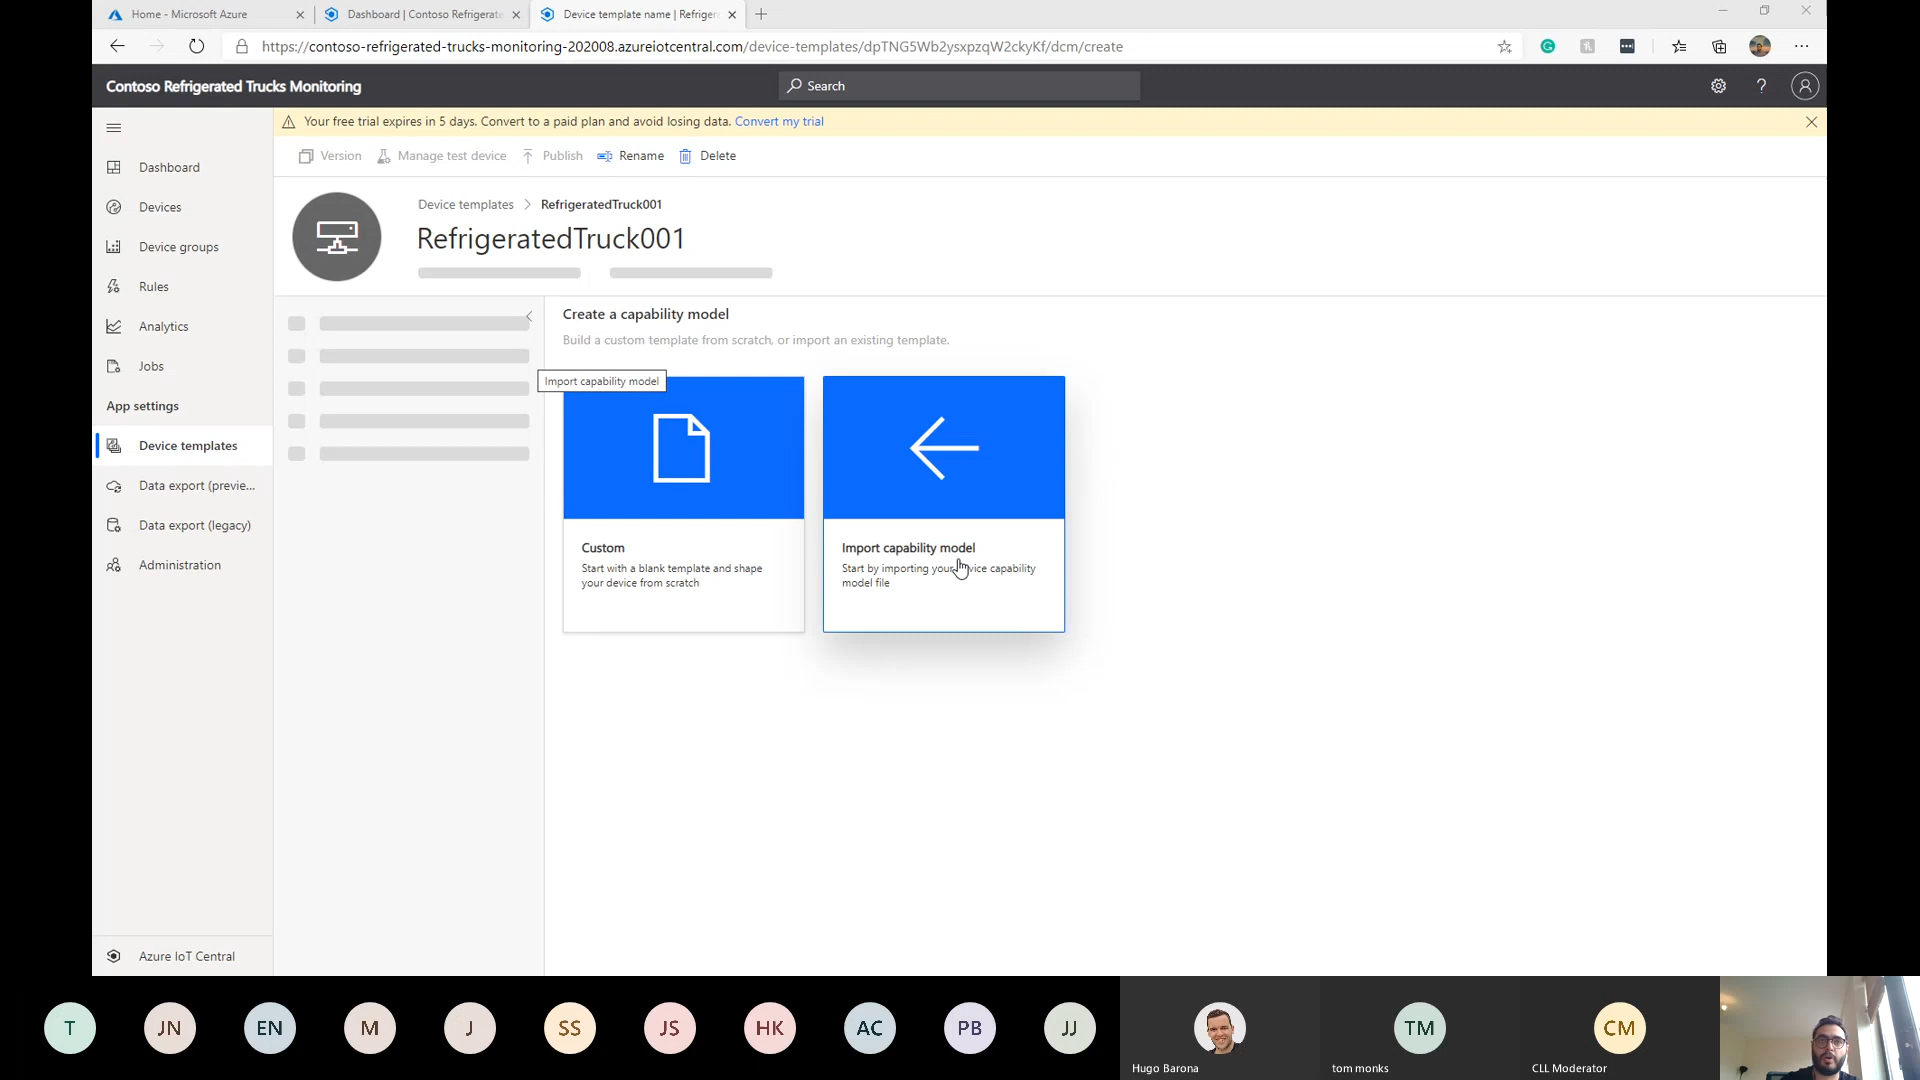 Home - Microsoft Azure
Dashboard | Contoso Refrigerate
Device template name | Refriger
https://contoso-refrigerated-trucks-monitoring-202008.azureiotcentral.com/device-templates/dpTNG5Wb2ysxpzqW2ckyKf/dcm/create
Contoso Refrigerated Trucks Monitoring
Search
?
Your free trial expires in 5 days. Convert to a paid plan and avoid losing data. Convert my trial
Version
Manage test device
Publish
Rename
Delete
Dashboard
Devices
Device groups
Rules
Analytics
Jobs
App settings
Device templates
Data export (previe...
Data export (legacy)
Administration
Azure IoT Central
Device templates > RefrigeratedTruck001
RefrigeratedTruck001
Create a capability model
Build a custom template from scratch, or import an existing template.
Import capability model
Custom
Start with a blank template and shape
your device from scratch
Import capability model
Start by importing your device capability
model file
T
JN
EN
M
J
SS
JS
HK
AC
PB
JJ
Hugo Barona
TM
tom monks
CM
CLL Moderator